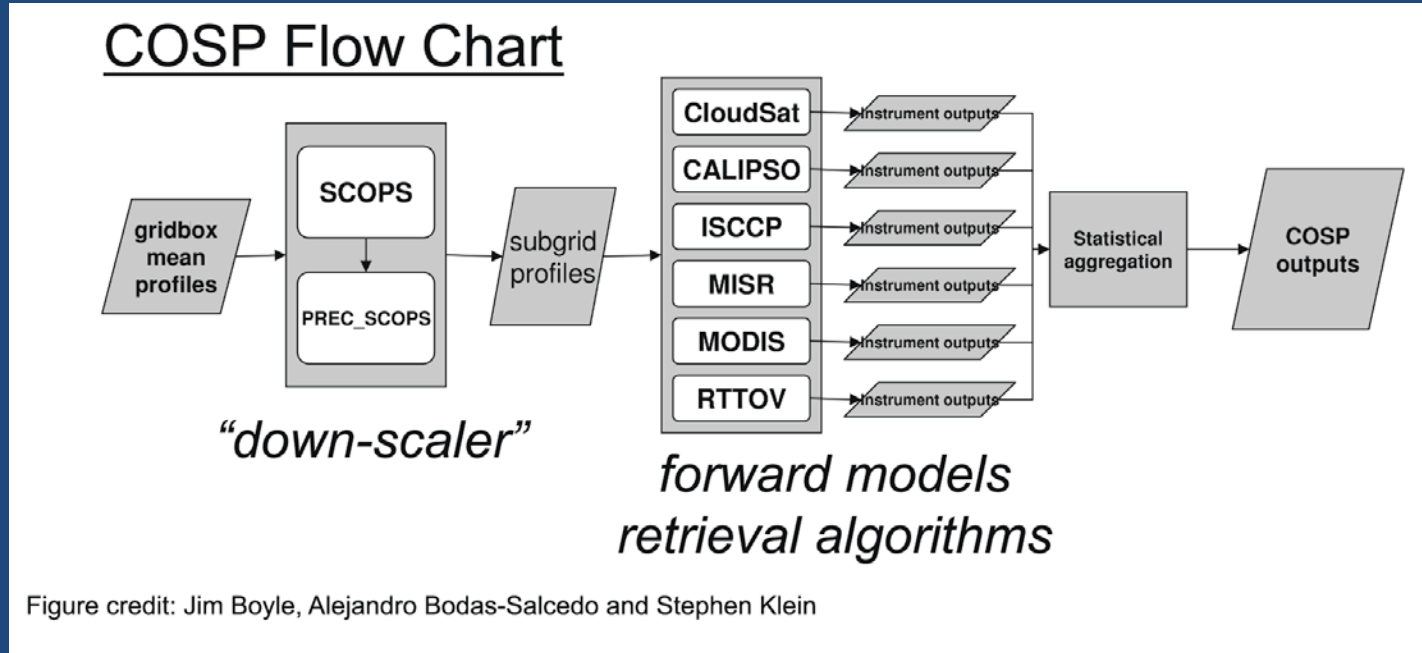 COSP Flow Chart
gridbox
mean
profiles
SCOPS
PREC_SCOPS
"down-scaler"
subgrid
profiles
CloudSat
CALIPSO
ISCCP
MISR
MODIS
RTTOV
forward models
retrieval algorithms
Instrument outputs
Instrument outputs
Instrument outputs
Instrument outputs
Instrument outputs
Instrument outputs
Statistical
aggregation
COSP
outputs
Figure credit: Jim Boyle, Alejandro Bodas-Salcedo and Stephen Klein